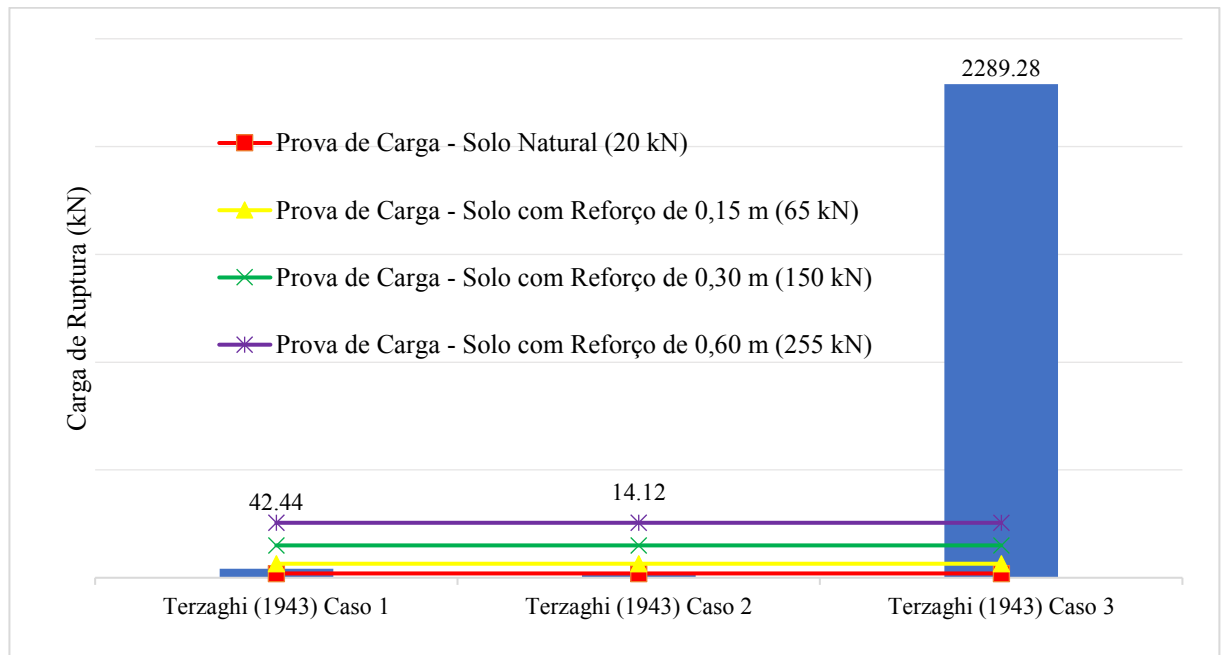 2289.28
Prova de Carga - Solo Natural (20 kN)
Prova de Carga - Solo com Reforço de 0,15 m (65 kN)
Prova de Carga - Solo com Reforço de 0,30 m (150 kN)
Prova de Carga - Solo com Reforço de 0,60 m (255 kN)
Carga de Ruptura (kN)
42.44
14.12
Terzaghi (1943) Caso 1
Terzaghi (1943) Caso 2
Terzaghi (1943) Caso 3